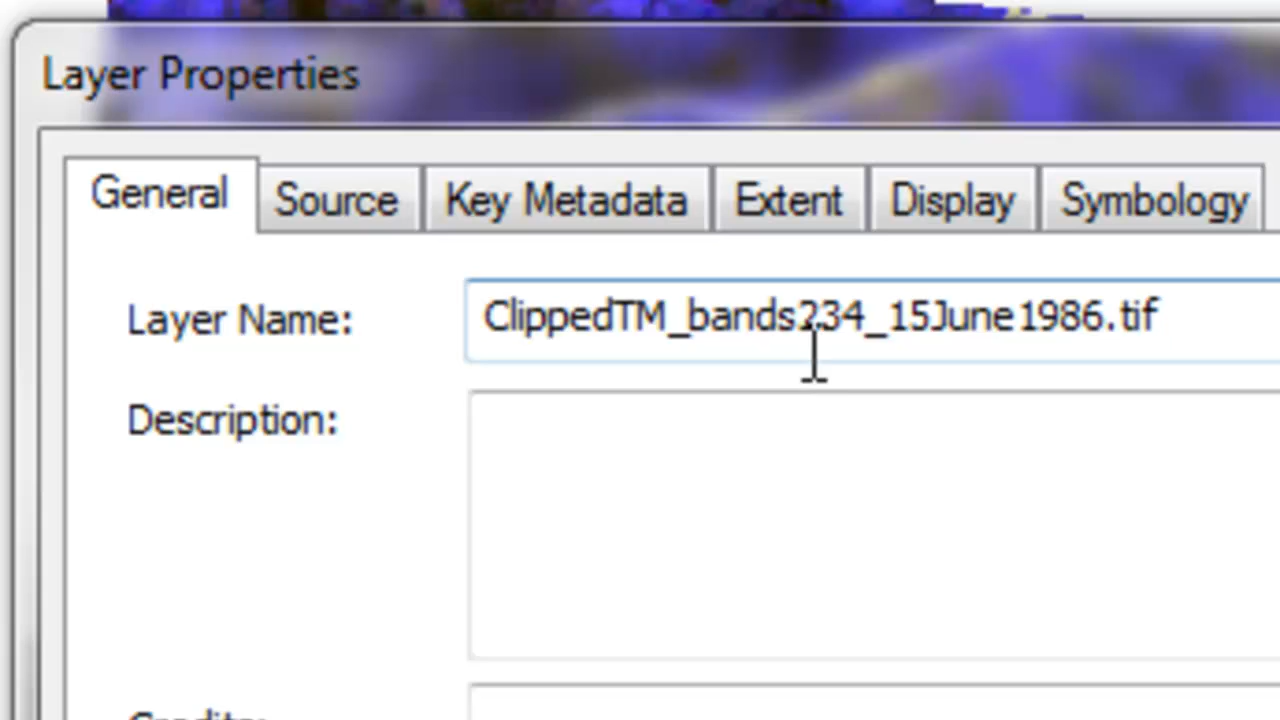 Layer Properties
General Source Key Metadata Extent Display Symbology
Layer Name: ClippedTM_bands234_15June1986.tif
Description: